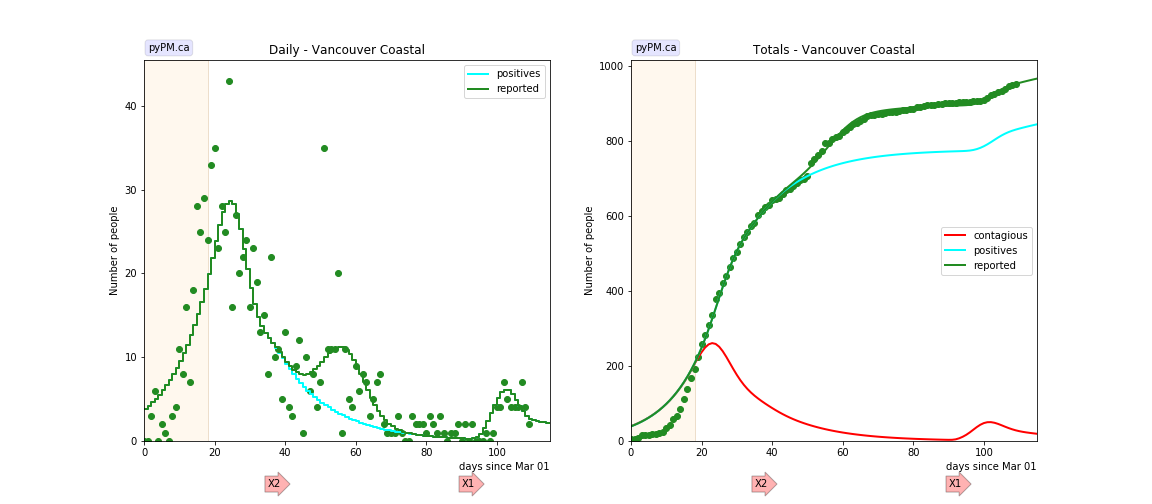 pyPM.ca
Daily - Vancouver Coastal
positives
reported
Number of people
40
30
20
10
0
0
20
40
60
80
100
days since Mar 01
X2
X1
pyPM.ca
Totals - Vancouver Coastal
contagious
positives
reported
Number of people
1000
800
600
400
200
0
0
20
40
60
80
100
days since Mar 01
X2
X1